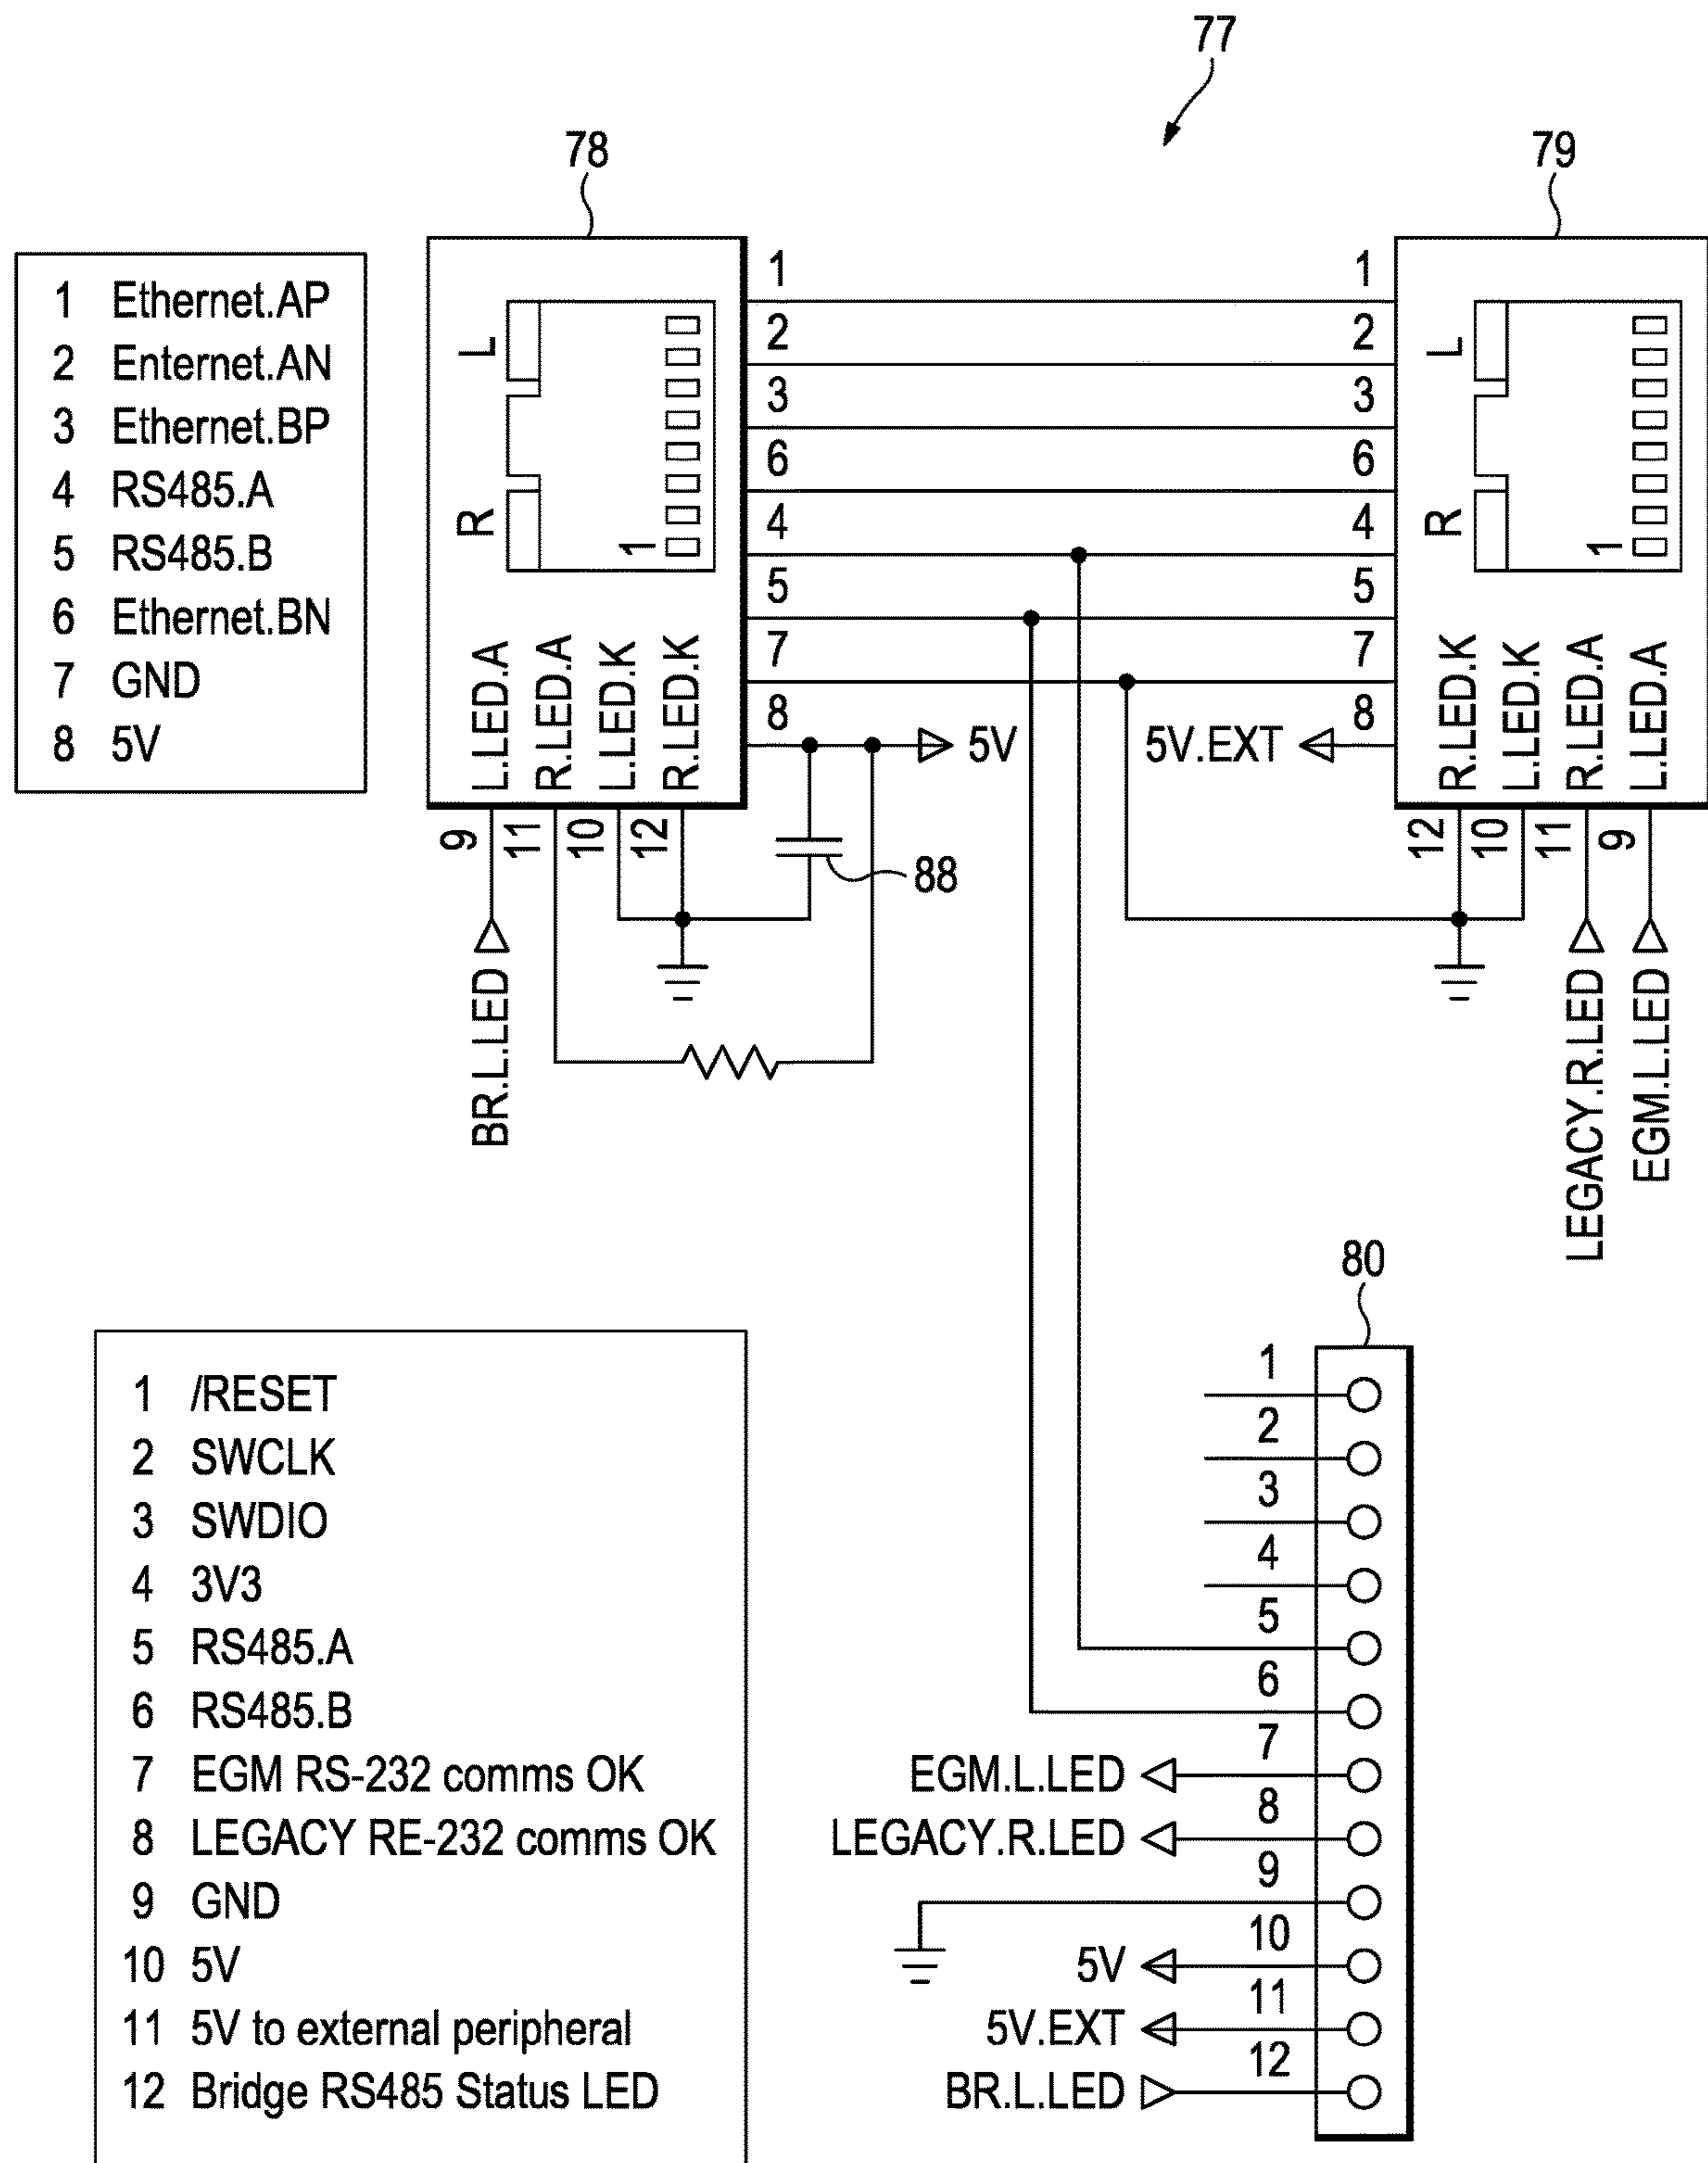 77
78
79
1 Ethernet.AP
2 Enternet.AN
3 Ethernet.BP
4 RS485.A
5 RS485.B
6 Ethernet.BN
7 GND
8 5V
L
R
1
L.LED.A
R.LED.A
L.LED.K
R.LED.K
9
11
10
12
1
2
3
6
4
5
7
8
5V
88
BR.L.LED
1
2
3
6
4
5
7
8
5V.EXT
L
R
1
R.LED.K
L.LED.K
R.LED.A
L.LED.A
12
10
11
9
LEGACY.R.LED
EGM.L.LED
80
1 /RESET
2 SWCLK
3 SWDIO
4 3V3
5 RS485.A
6 RS485.B
7 EGM RS-232 comms OK
8 LEGACY RE-232 comms OK
9 GND
10 5V
11 5V to external peripheral
12 Bridge RS485 Status LED
1
2
3
4
5
6
EGM.L.LED 7
LEGACY.R.LED 8
9
5V 10
5V.EXT 11
BR.L.LED 12